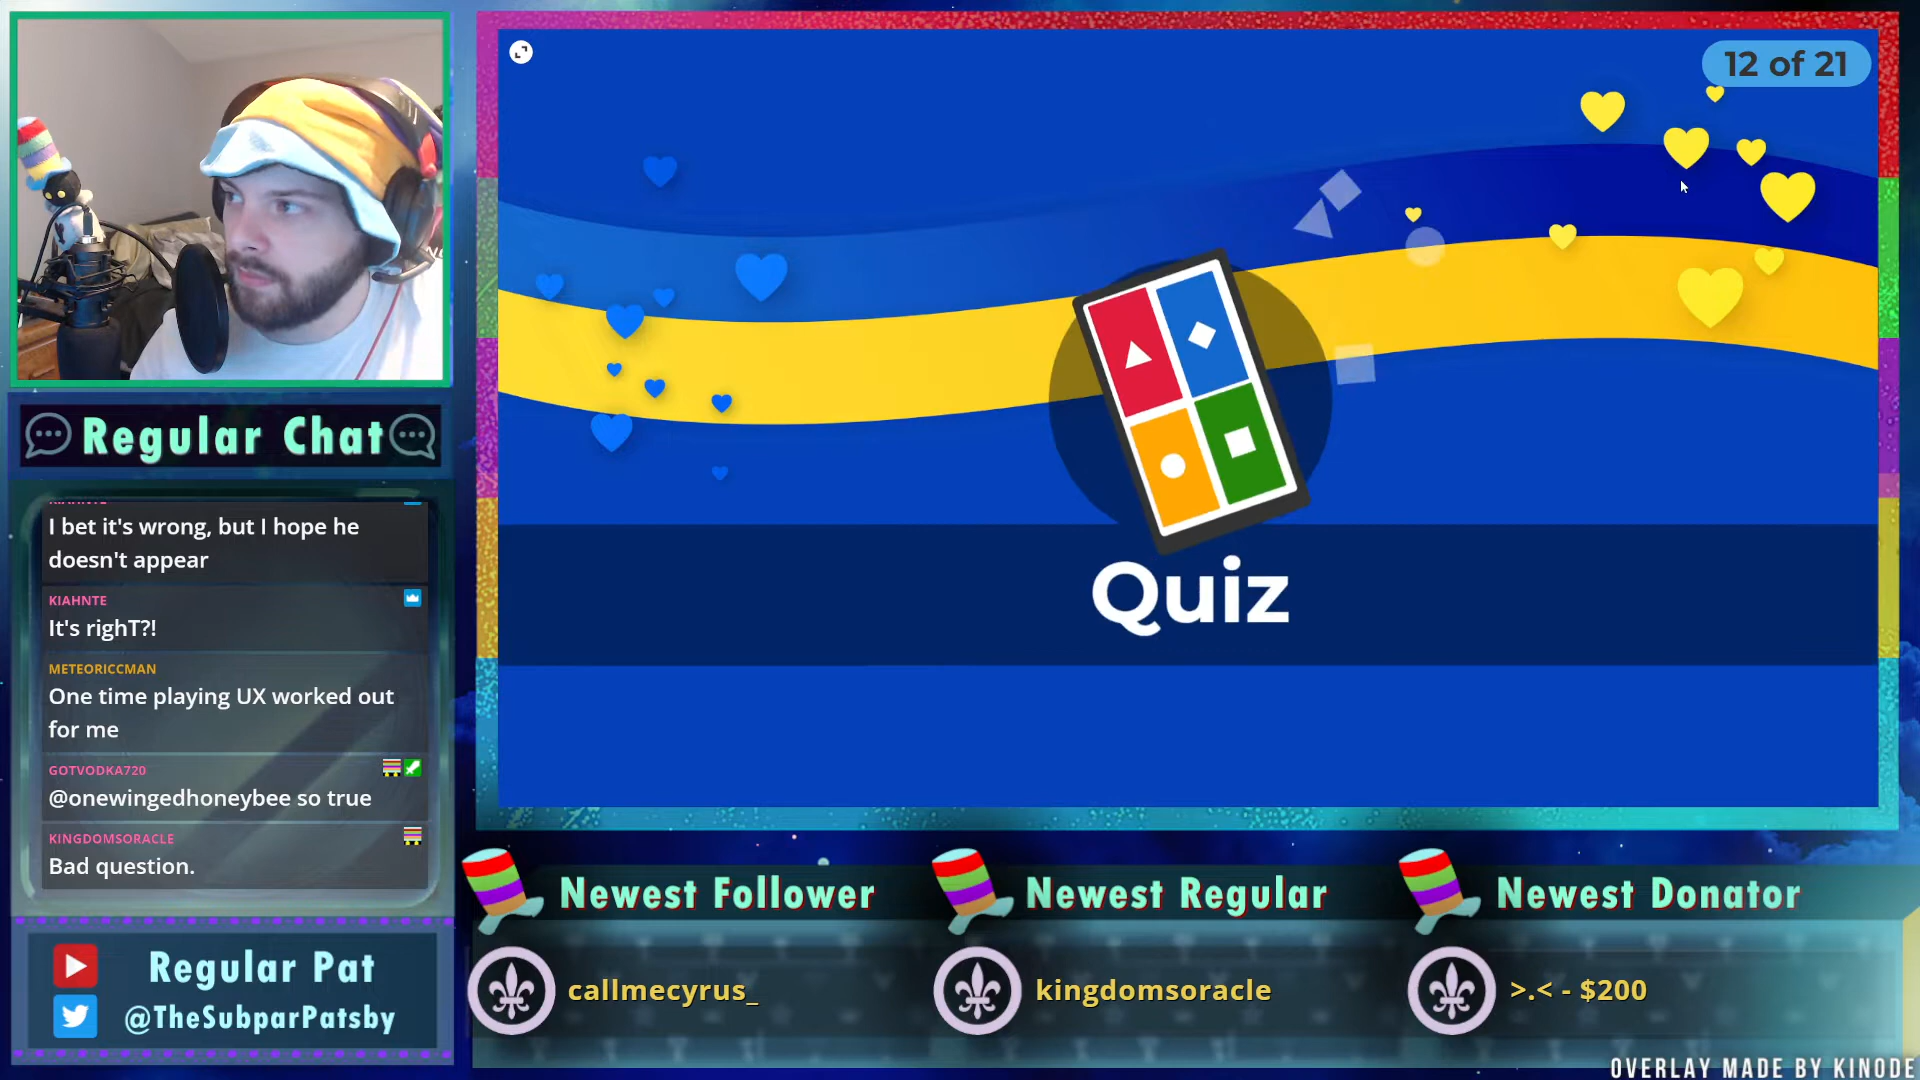 12 of 21
Quiz
Regular Chat
I bet it's wrong, but I hope he
doesn't appear
KIAHNTE
It's righT?!
METEORICCMAN
One time playing UX worked out
for me
GOTVODKA720
@onewingedhoneybee so true
KINGDOMSORACLE
Bad question.
Regular Pat
@TheSubparPatsby
Newest Follower
callmecyrus_
Newest Regular
kingdomsoracle
Newest Donator
>.< - $200
OVERLAY MADE BY KINODE